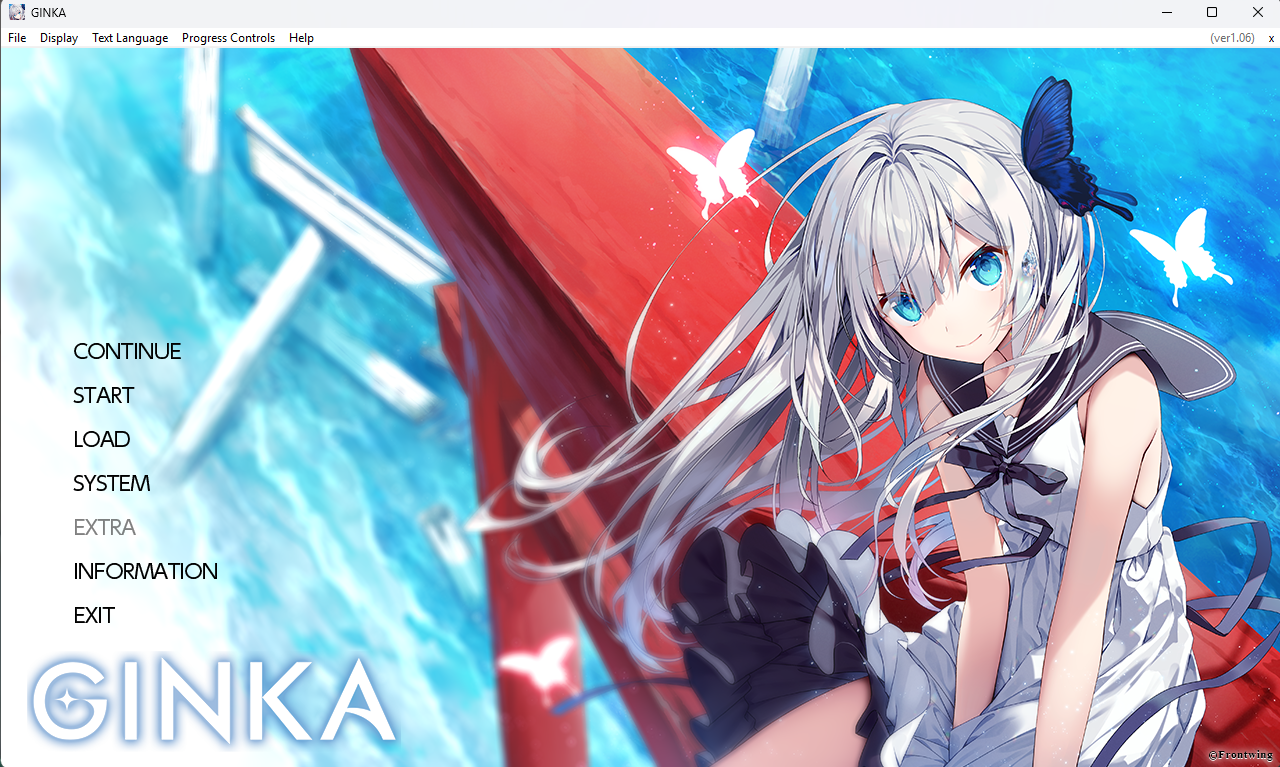 GINKA
File Display Text Language Progress Controls Help (ver1.06) x
CONTINUE
START
LOAD
SYSTEM
EXTRA
INFORMATION
EXIT
GINKA
©Frontwing